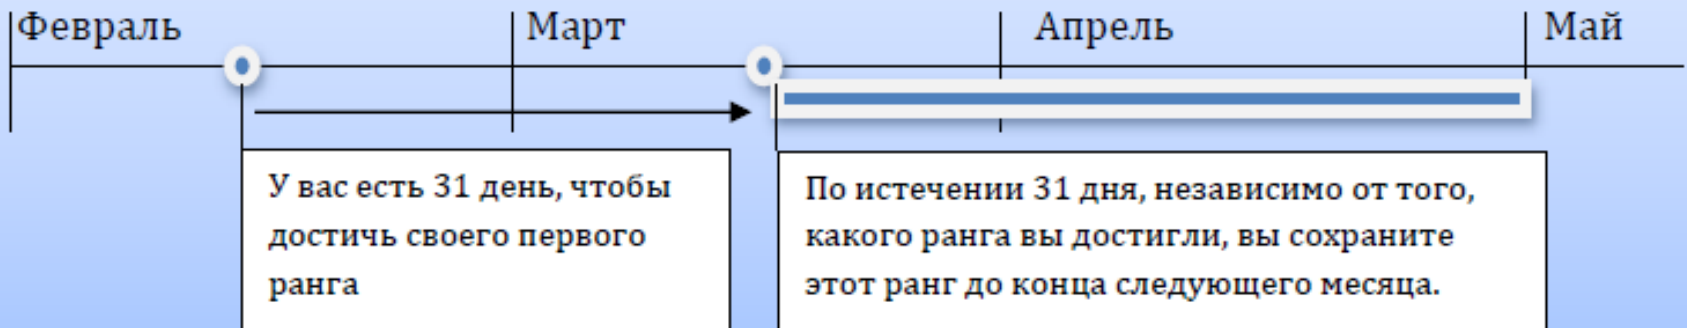 Февраль
Март
Апрель
Май
У вас есть 31 день, чтобы
достичь своего первого
ранга
По истечении 31 дня, независимо от того,
какого ранга вы достигли, вы сохраните
этот ранг до конца следующего месяца.